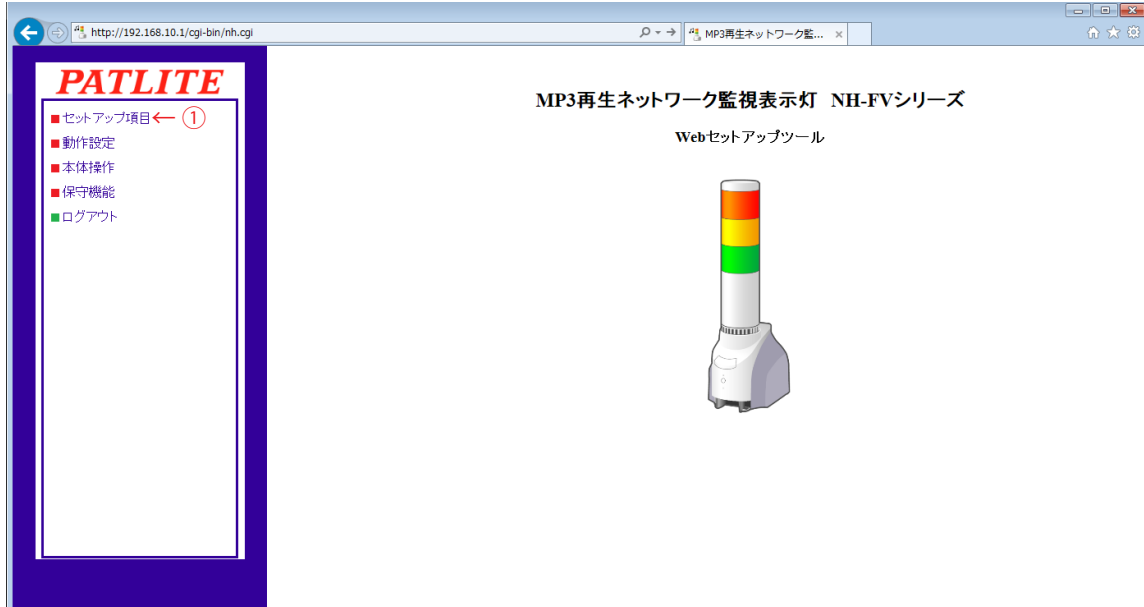 http://192.168.10.1/cgi-bin/nh.cgi
MP3再生ネットワーク監... ×
PATLITE
セットアップ項目← ①
動作設定
本体操作
保守機能
ログアウト
MP3再生ネットワーク監視表示灯 NH-FVシリーズ
Webセットアップツール